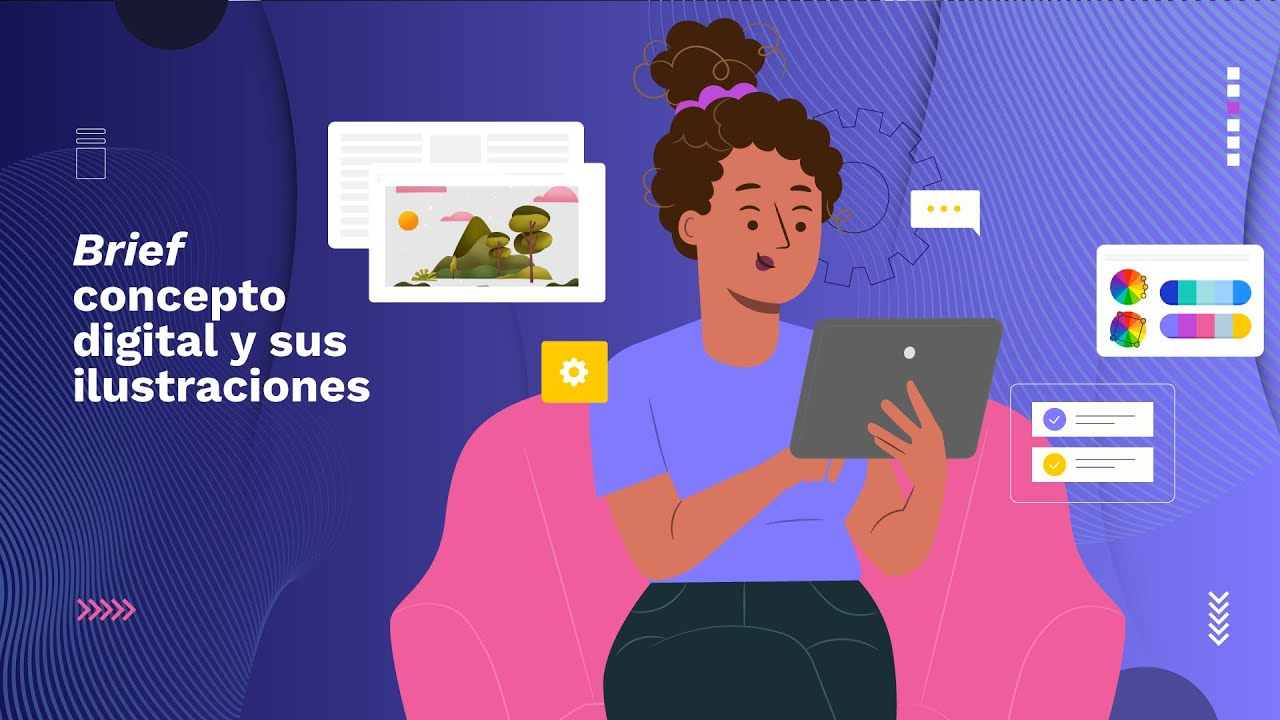 Brief
concepto
digital y sus
ilustraciones